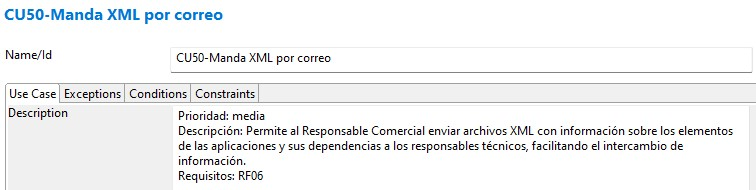 CU50-Manda XML por correo
Name/Id CU50-Manda XML por correo
Use Case Exceptions Conditions Constraints
Description Prioridad: media
Descripción: Permite al Responsable Comercial enviar archivos XML con información sobre los elementos
de las aplicaciones y sus dependencias a los responsables técnicos, facilitando el intercambio de
información.
Requisitos: RF06